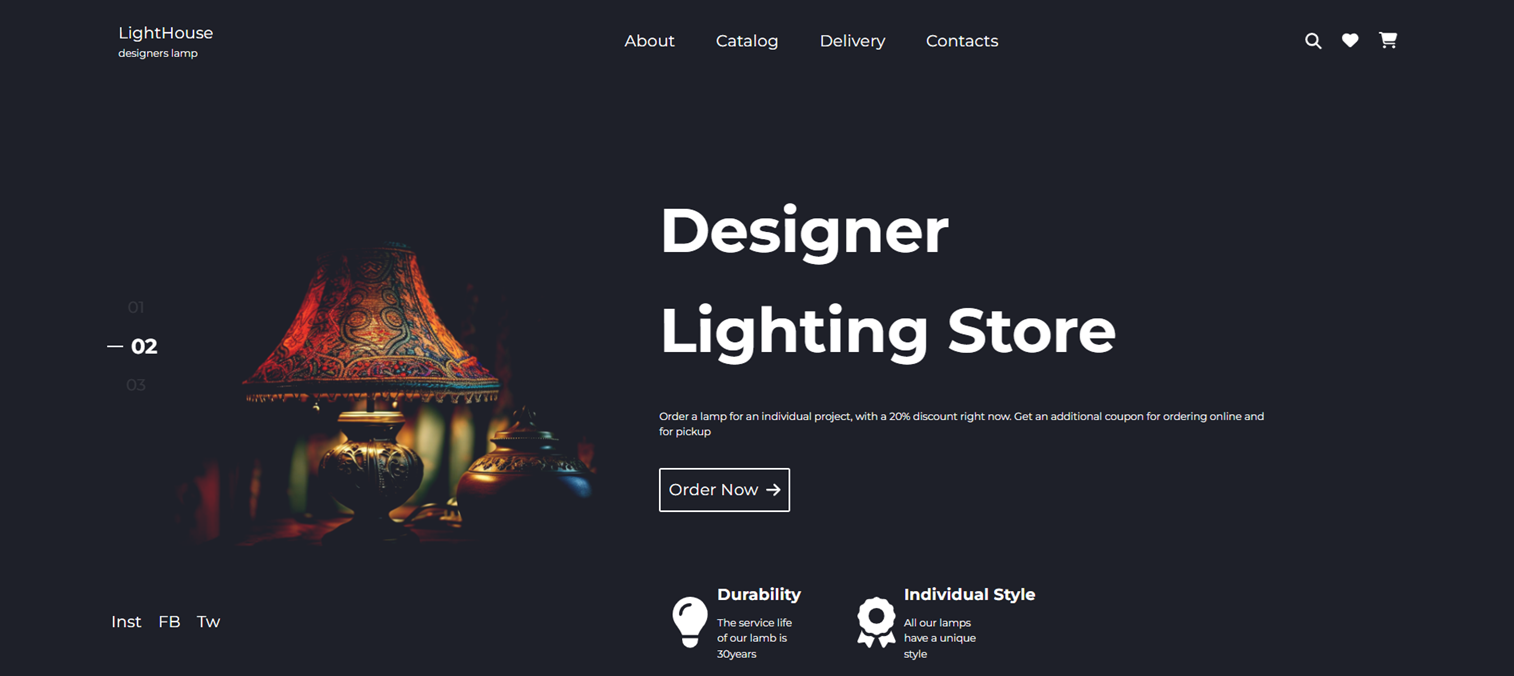 LightHouse
designers lamp
About
Catalog
Delivery
Contacts
Designer
Lighting Store
01
02
03
Order a lamp for an individual project, with a 20% discount right now. Get an additional coupon for ordering online and
for pickup
Order Now
Durability
The service life
of our lamb is
30years
Individual Style
All our lamps
have a unique
style
Inst
FB
Tw